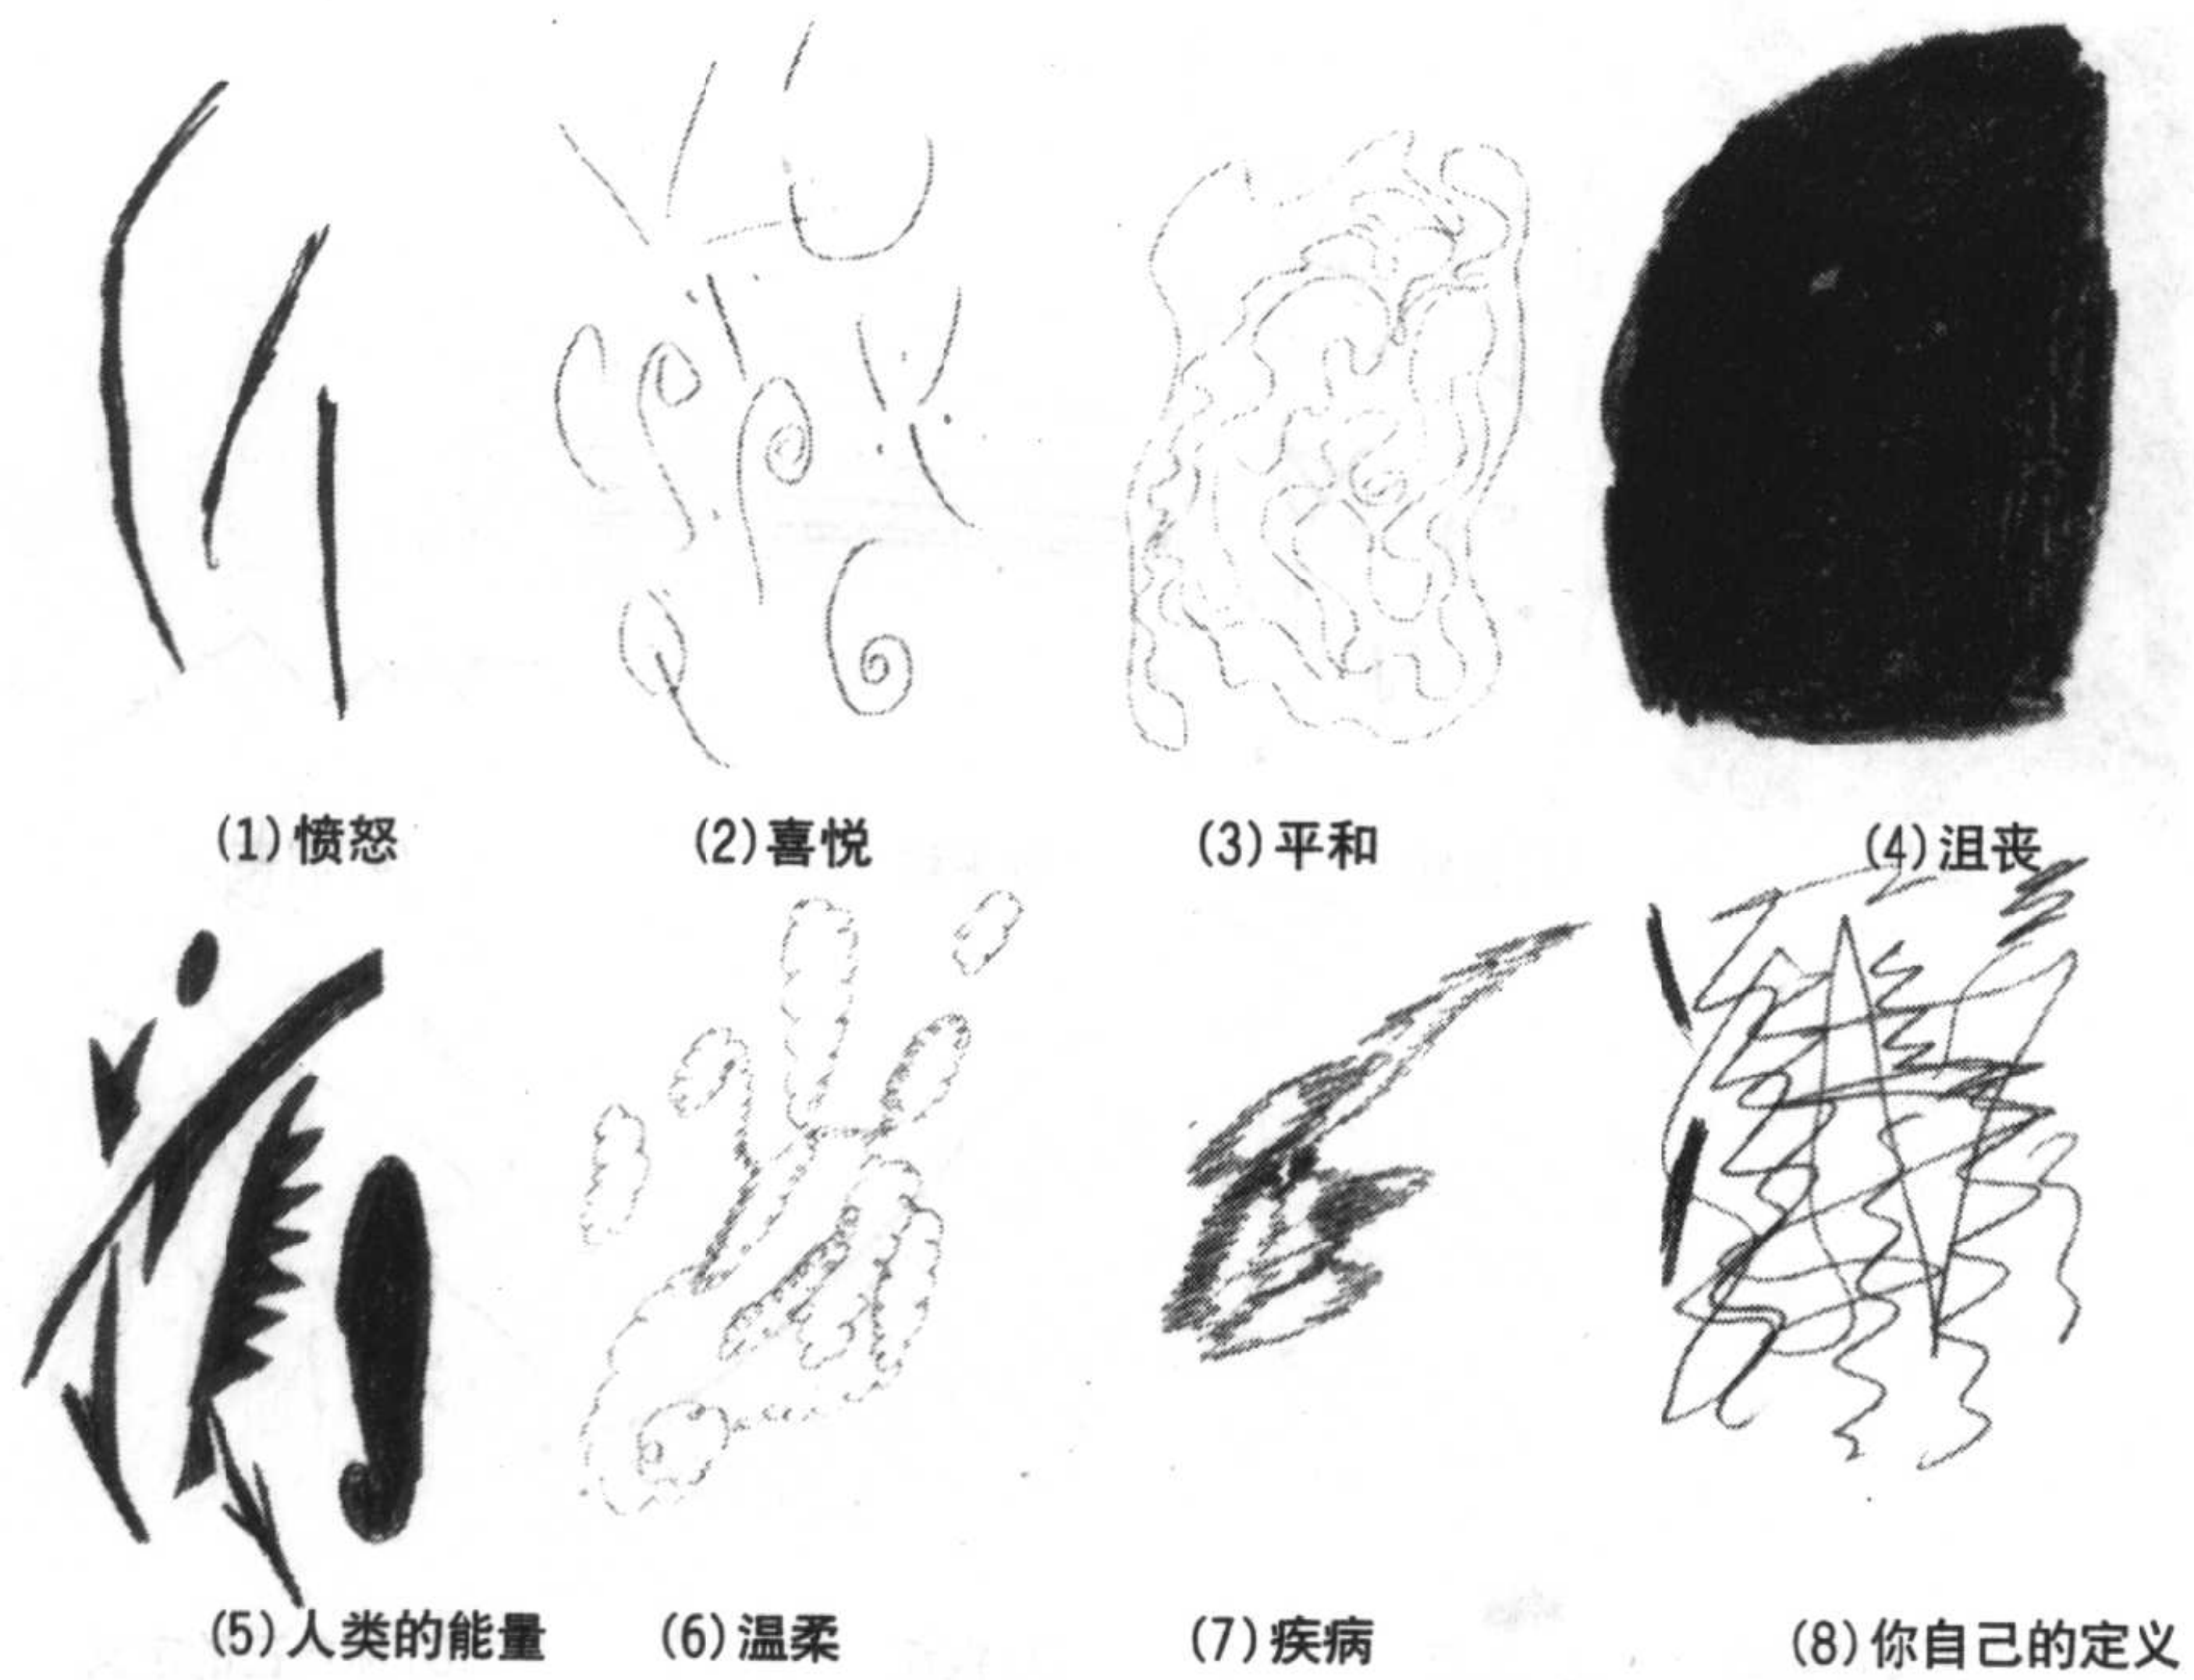 (1)愤怒
(2)喜悦
(3)平和
(4)沮丧
(5)人类的能量
(6)温柔
(7)疾病
(8)你自己的定义